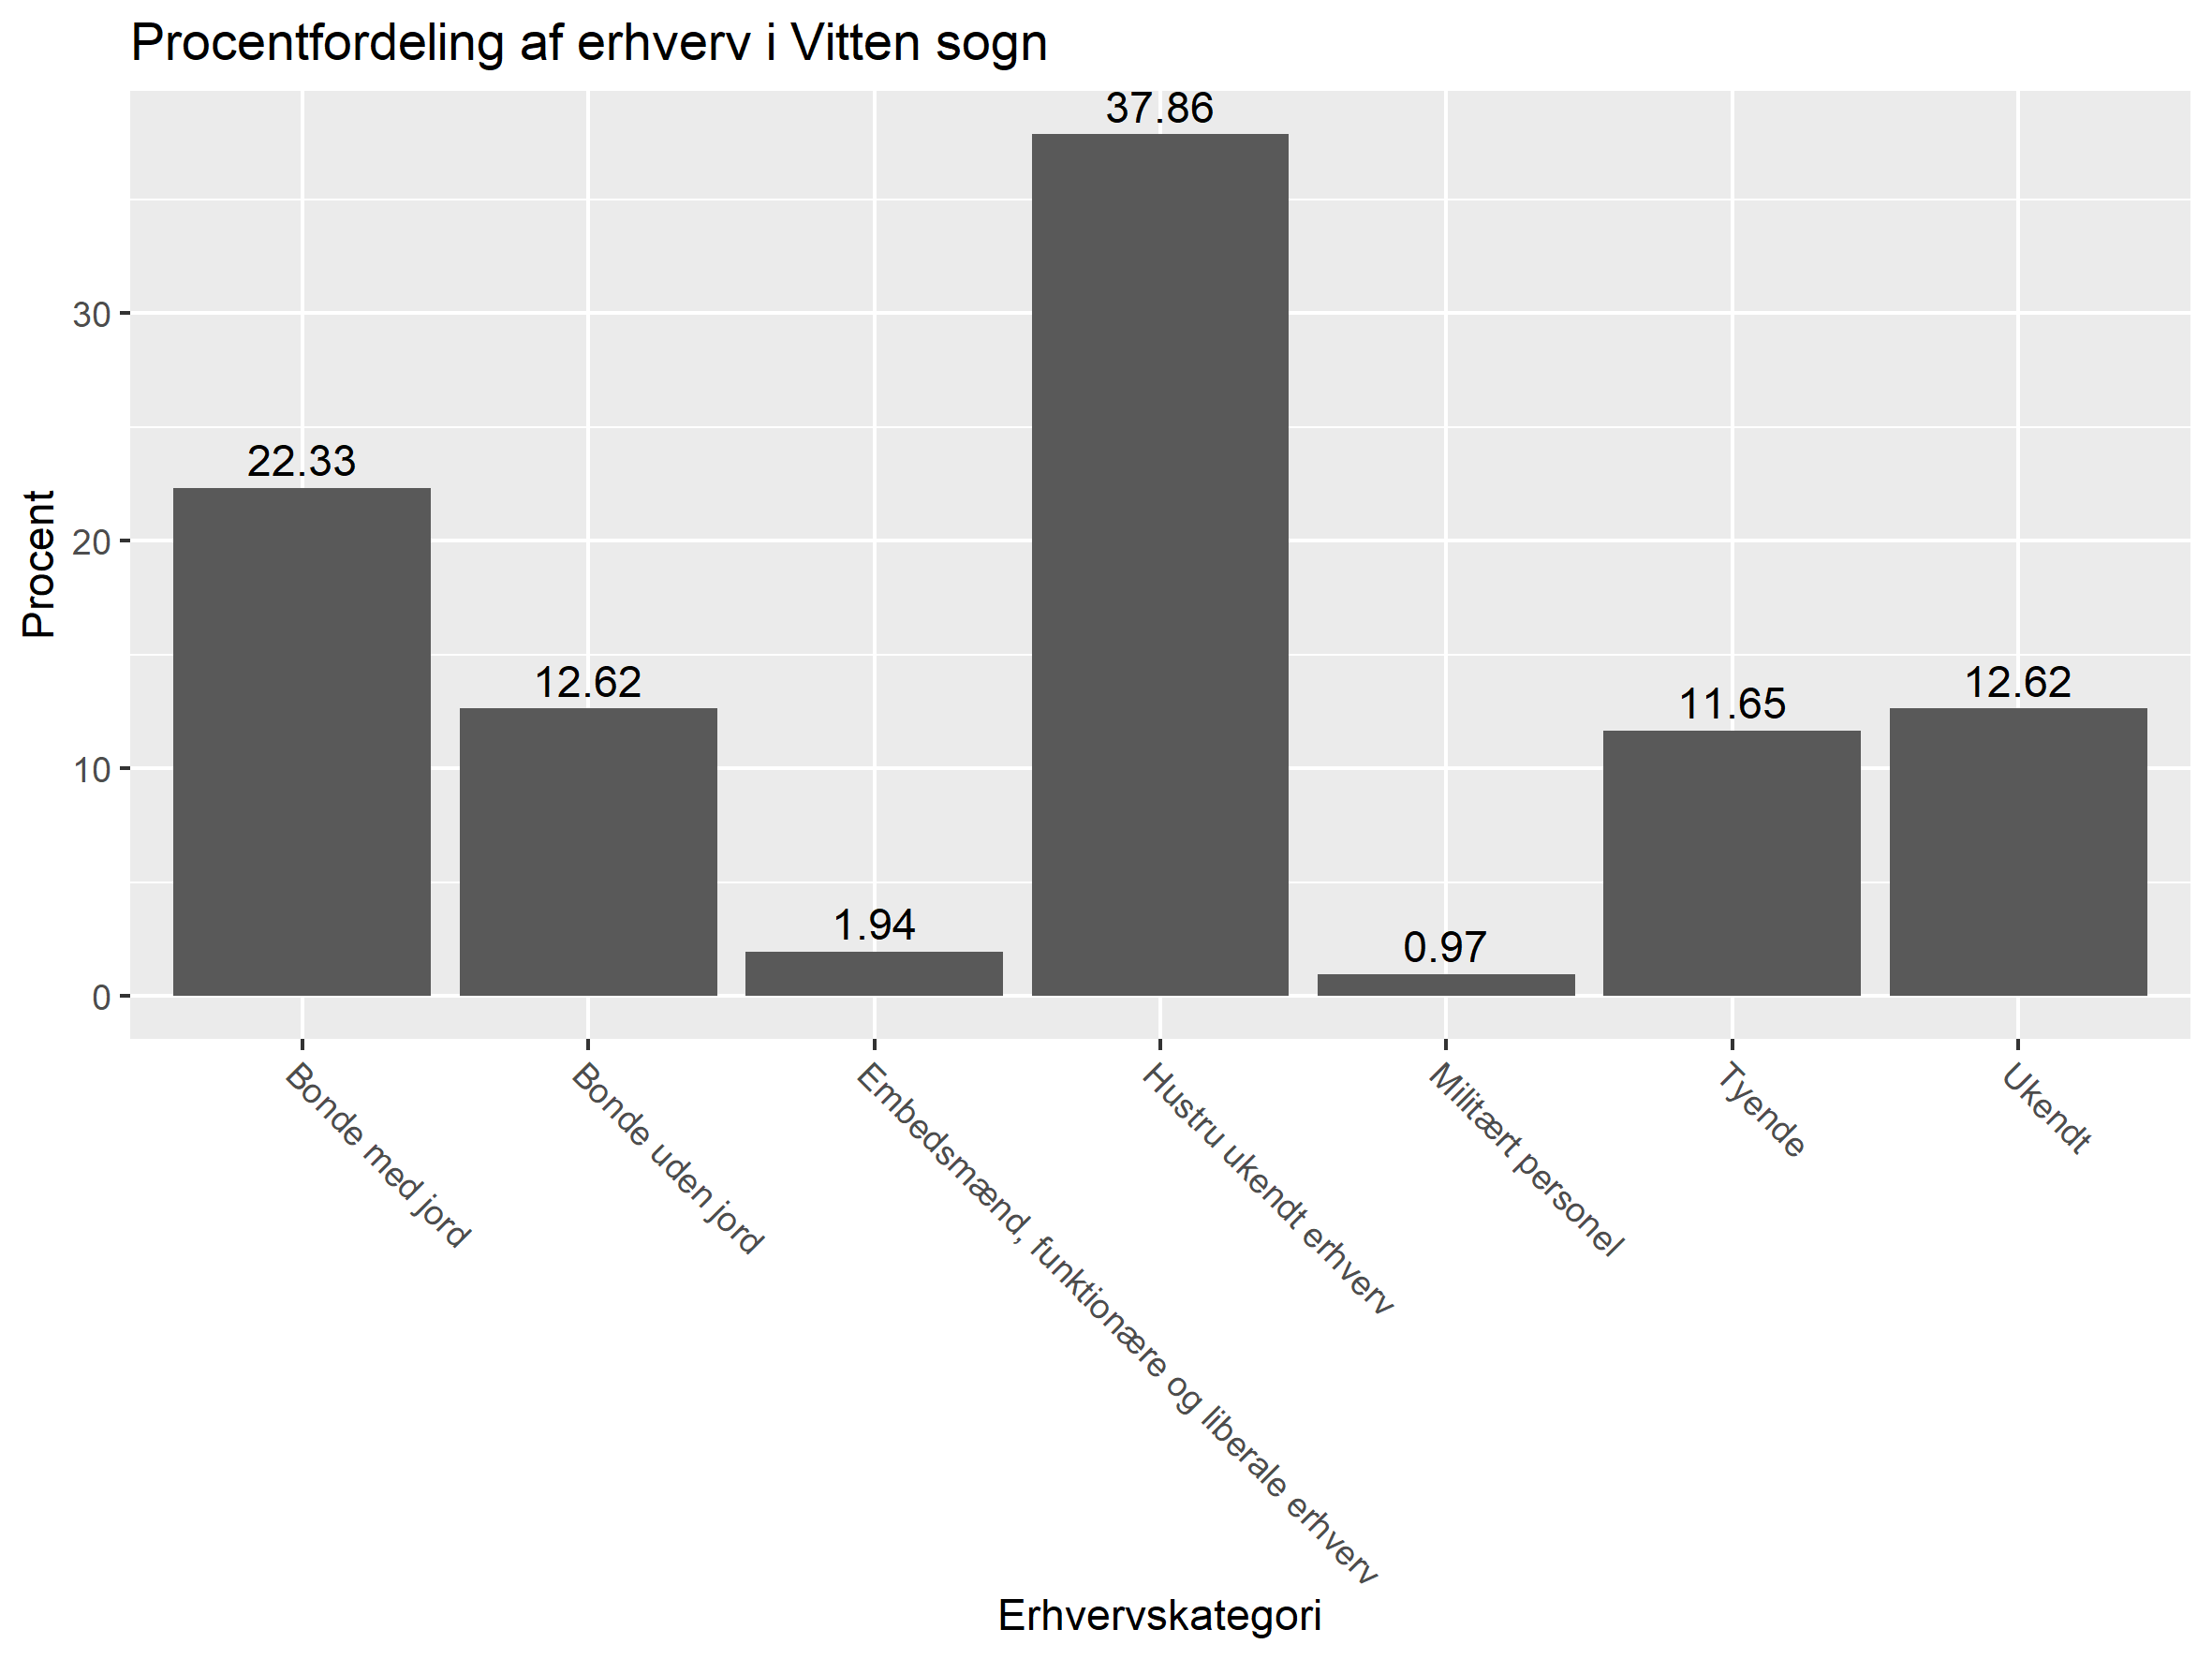 Procentfordeling af erhverv i Vitten sogn
37.86
22.33
12.62
1.94
0.97
11.65
12.62
Procent
30
20
10
0
Bonde med jord
Bonde uden jord
Embedsmænd, funktionære og liberale erhverv
Hustru ukendt erhverv
Militært personel
Tyende
Ukendt
Erhvervskategori